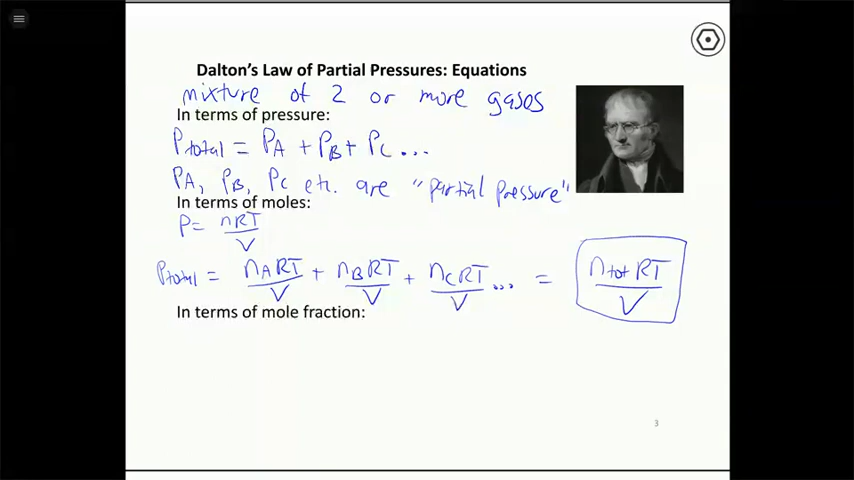 Dalton's Law of Partial Pressures: Equations
mixture of 2 or more gases
In terms of pressure:
Ptotal = PA + PB + PC ...
PA, PB, PC etc. are "partial pressure"
In terms of moles:
P = nRT/V
Ptotal = nART/V + nBRT/V + nCRT/V ... = ntotRT/V
In terms of mole fraction:
3